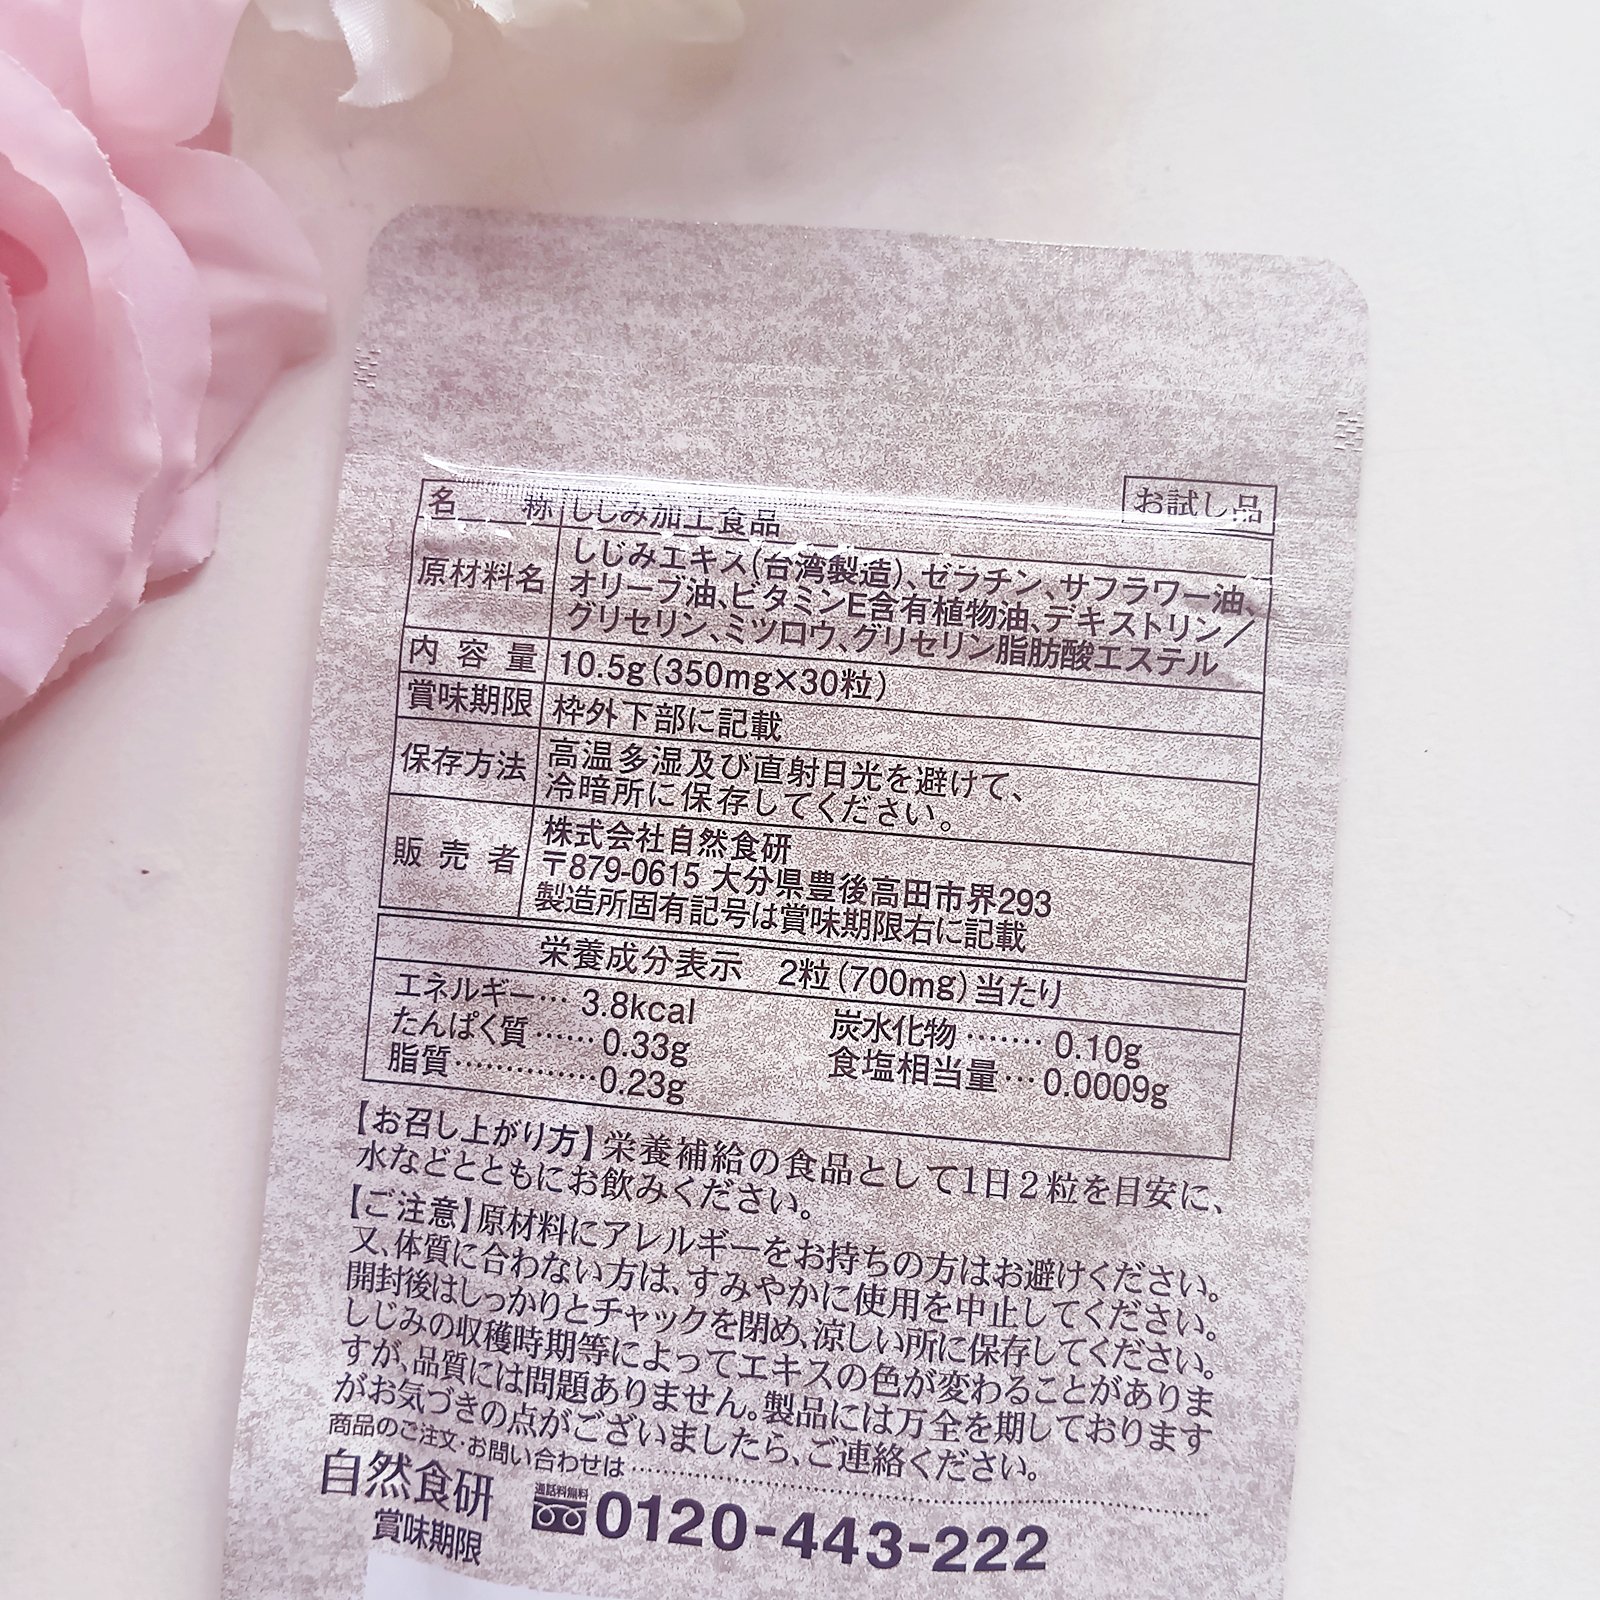 お試し品
名称 しじみ加工食品
原材料名 しじみエキス(台湾製造)、ゼラチン、サフラワー油、
オリーブ油、ビタミンE含有植物油、デキストリン／
グリセリン、ミツロウ、グリセリン脂肪酸エステル
内容量 10.5g(350mg×30粒)
賞味期限 枠外下部に記載
保存方法 高温多湿及び直射日光を避けて、
冷暗所に保存してください。
販売者 株式会社自然食研
〒879-0615 大分県豊後高田市界293
製造所固有記号は賞味期限右に記載
栄養成分表示 2粒(700mg)当たり
エネルギー… 3.8kcal 炭水化物……… 0.10g
たんぱく質……0.33g 食塩相当量…0.0009g
脂質……………0.23g
【お召し上がり方】栄養補給の食品として1日2粒を目安に、
水などとともにお飲みください。
【ご注意】原材料にアレルギーをお持ちの方はお避けください。
又、体質に合わない方は、すみやかに使用を中止してください。
開封後はしっかりとチャックを閉め、涼しい所に保存してください。
しじみの収穫時期等によってエキスの色が変わることがありま
すが、品質には問題ありません。製品には万全を期しております
がお気づきの点がございましたら、ご連絡ください。
商品のご注文・お問い合わせは
自然食研 通話料無料 0120-443-222
賞味期限